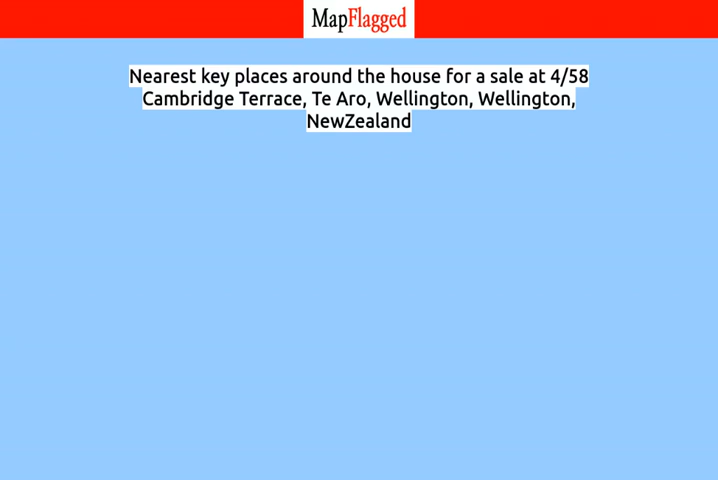 MapFlagged
Nearest key places around the house for a sale at 4/58
Cambridge Terrace, Te Aro, Wellington, Wellington,
NewZealand